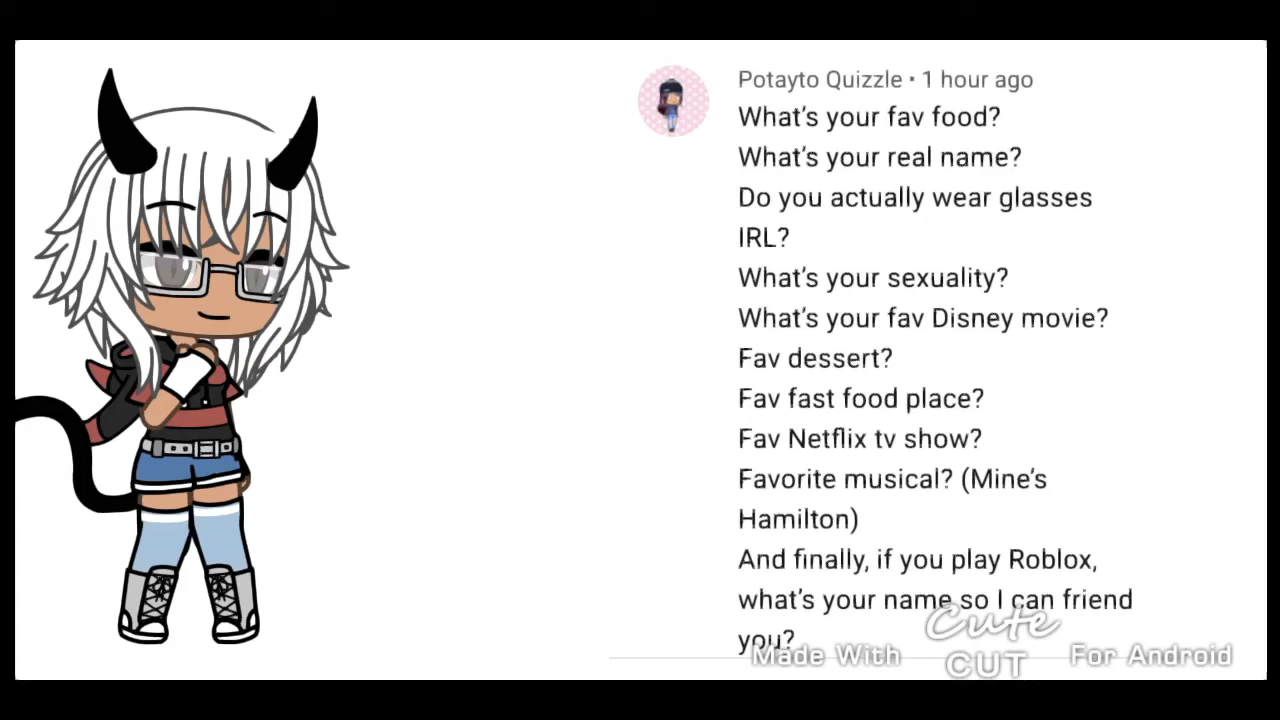 Potayto Quizzle • 1 hour ago
What's your fav food?
What's your real name?
Do you actually wear glasses
IRL?
What's your sexuality?
What's your fav Disney movie?
Fav dessert?
Fav fast food place?
Fav Netflix tv show?
Favorite musical? (Mine's
Hamilton)
And finally, if you play Roblox,
what's your name so I can friend
you?
Made With Cute CUT For Android